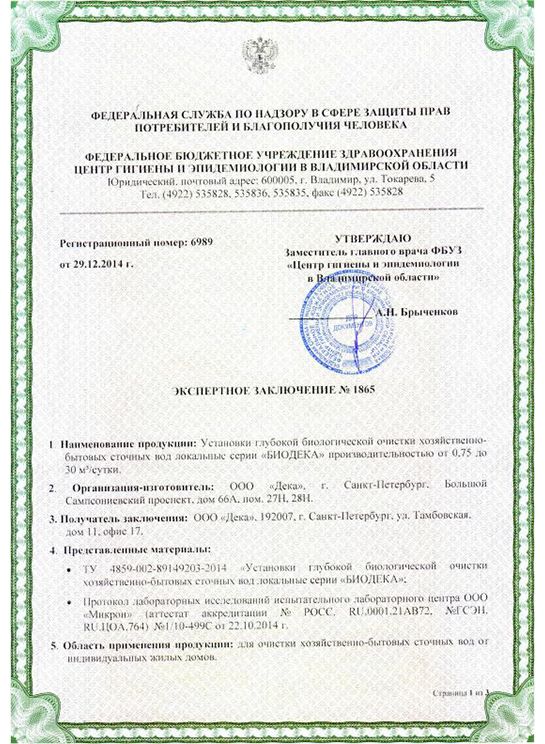 ФЕДЕРАЛЬНАЯ СЛУЖБА ПО НАДЗОРУ В СФЕРЕ ЗАЩИТЫ ПРАВ
ПОТРЕБИТЕЛЕЙ И БЛАГОПОЛУЧИЯ ЧЕЛОВЕКА
ФЕДЕРАЛЬНОЕ БЮДЖЕТНОЕ УЧРЕЖДЕНИЕ ЗДРАВООХРАНЕНИЯ
ЦЕНТР ГИГИЕНЫ И ЭПИДЕМИОЛОГИИ В ВЛАДИМИРСКОЙ ОБЛАСТИ
Юридический, почтовый адрес: 600005, г. Владимир, ул. Токарева, 5
Тел. (4922) 535828, 535836, 535835, факс (4922) 535828
Регистрационный номер: 6989
от 29.12.2014 г.
УТВЕРЖДАЮ
Заместитель главного врача ФБУЗ
«Центр гигиены и эпидемиологии
в Владимирской области»
А.Н. Брыченков
ДЛЯ ДОКУМЕНТОВ
ЭКСПЕРТНОЕ ЗАКЛЮЧЕНИЕ № 1865
1 Наименование продукции: Установки глубокой биологической очистки хозяйственно-
бытовых сточных вод локальные серии «БИОДЕКА» производительностью от 0,75 до
30 м³/сутки.
2. Организация-изготовитель: ООО «Дека», г. Санкт-Петербург, Большой
Сампсониевский проспект, дом 66А, пом. 27Н, 28Н.
3. Получатель заключения: ООО «Дека», 192007, г. Санкт-Петербург, ул. Тамбовская,
дом 11, офис 17.
4. Представленные материалы:
• ТУ 4859-002-89149203-2014 «Установки глубокой биологической очистки
хозяйственно-бытовых сточных вод локальные серии «БИОДЕКА»;
• Протокол лабораторных исследований испытательного лабораторного центра ООО
«Микрон» (аттестат аккредитации № РОСС. RU.0001.21АВ72, №ГСЭН.
RU.ЦОА.764) №1/10-499С от 22.10.2014 г.
5. Область применения продукции: для очистки хозяйственно-бытовых сточных вод от
индивидуальных жилых домов.
Страница 1 из 3